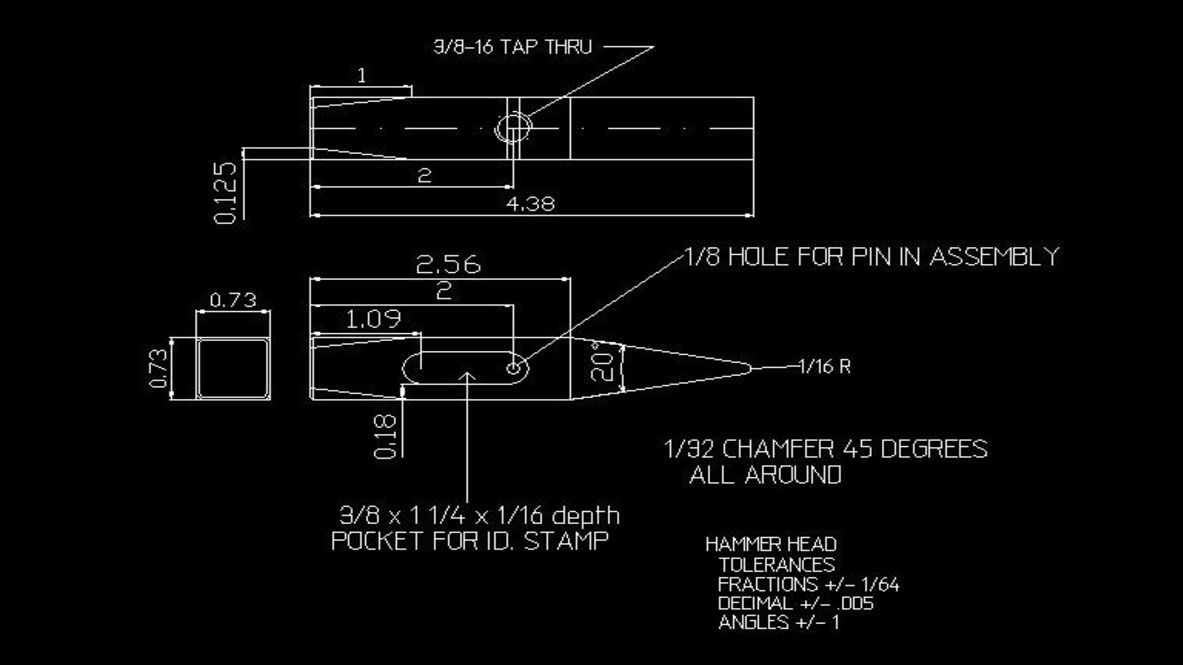 3/8-16 TAP THRU
1
0.125
2
4.38
1/8 HOLE FOR PIN IN ASSEMBLY
2.56
2
0.73
1.09
0.73
20°
1/16 R
0.18
1/32 CHAMFER 45 DEGREES
ALL AROUND
3/8 x 1 1/4 x 1/16 depth
POCKET FOR ID. STAMP
HAMMER HEAD
TOLERANCES
FRACTIONS +/- 1/64
DECIMAL +/- .005
ANGLES +/- 1